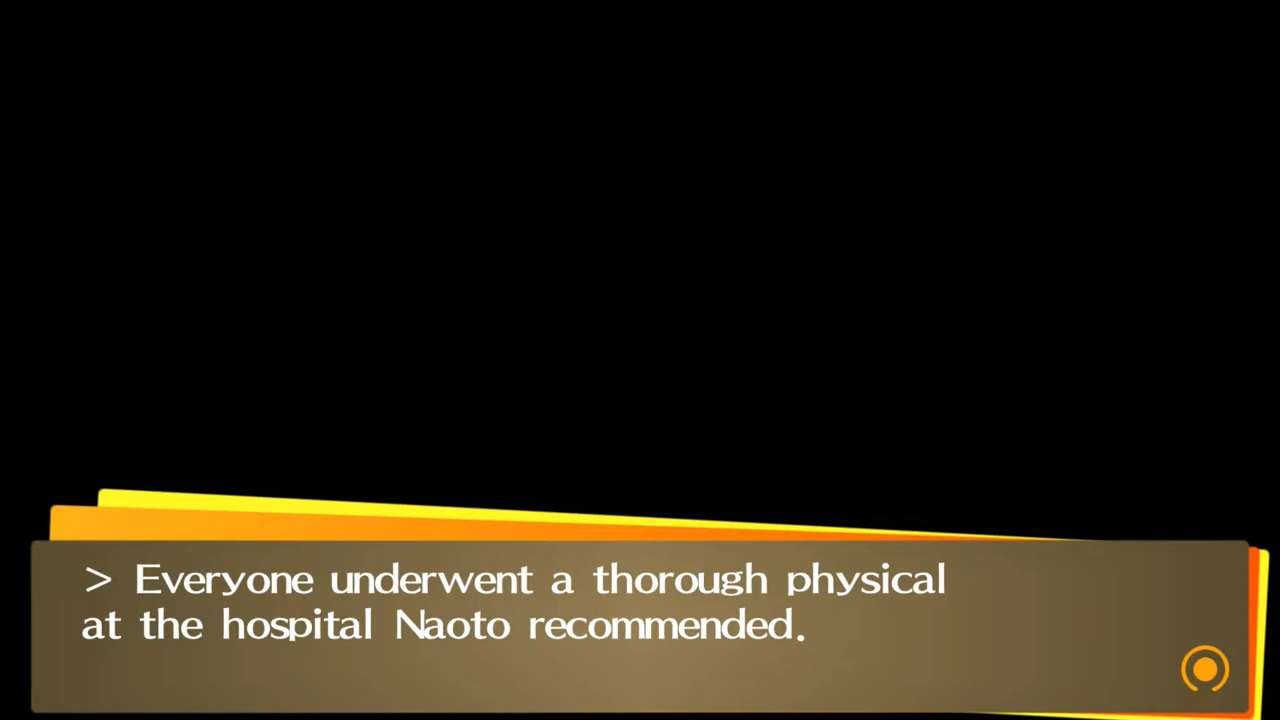 > Everyone underwent a thorough physical
at the hospital Naoto recommended.